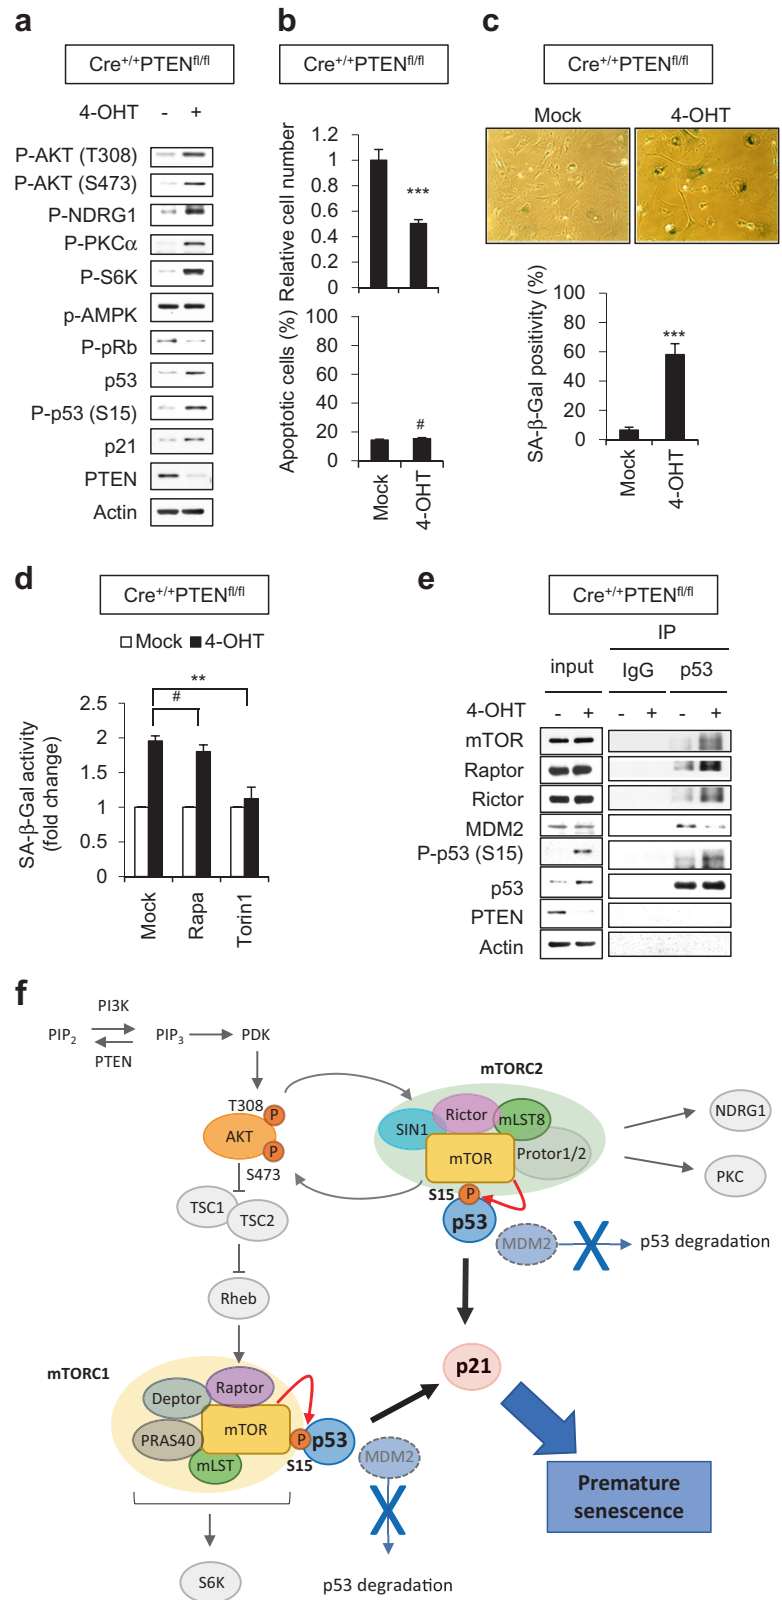 a
Cre+/+PTENfl/fl
4-OHT - +
P-AKT (T308)
P-AKT (S473)
P-NDRG1
P-PKCα
P-S6K
p-AMPK
P-pRb
p53
P-p53 (S15)
p21
PTEN
Actin
b
Cre+/+PTENfl/fl
Relative cell number
1.2
1
0.8
0.6
0.4
0.2
0
***
Apoptotic cells (%)
100
80
60
40
20
0
#
Mock
4-OHT
c
Cre+/+PTENfl/fl
Mock 4-OHT
SA-β-Gal positivity (%)
100
80
60
40
20
0
***
Mock
4-OHT
d
Cre+/+PTENfl/fl
Mock 4-OHT
SA-β-Gal activity
(fold change)
2.5
2
1.5
1
0.5
0
**
#
Mock
Rapa
Torin1
e
Cre+/+PTENfl/fl
IP
input IgG p53
4-OHT - + - + - +
mTOR
Raptor
Rictor
MDM2
P-p53 (S15)
p53
PTEN
Actin
f
PI3K
PIP2 PIP3 PDK
PTEN
T308
P
AKT
P
S473
TSC1
TSC2
Rheb
mTORC2
SIN1
Rictor
mLST8
mTOR
Protor1/2
NDRG1
PKC
S15
P
p53
MDM2
X
p53 degradation
p21
mTORC1
Deptor
Raptor
PRAS40
mTOR
mLST
P
p53
S15
MDM2
X
p53 degradation
S6K
Premature
senescence